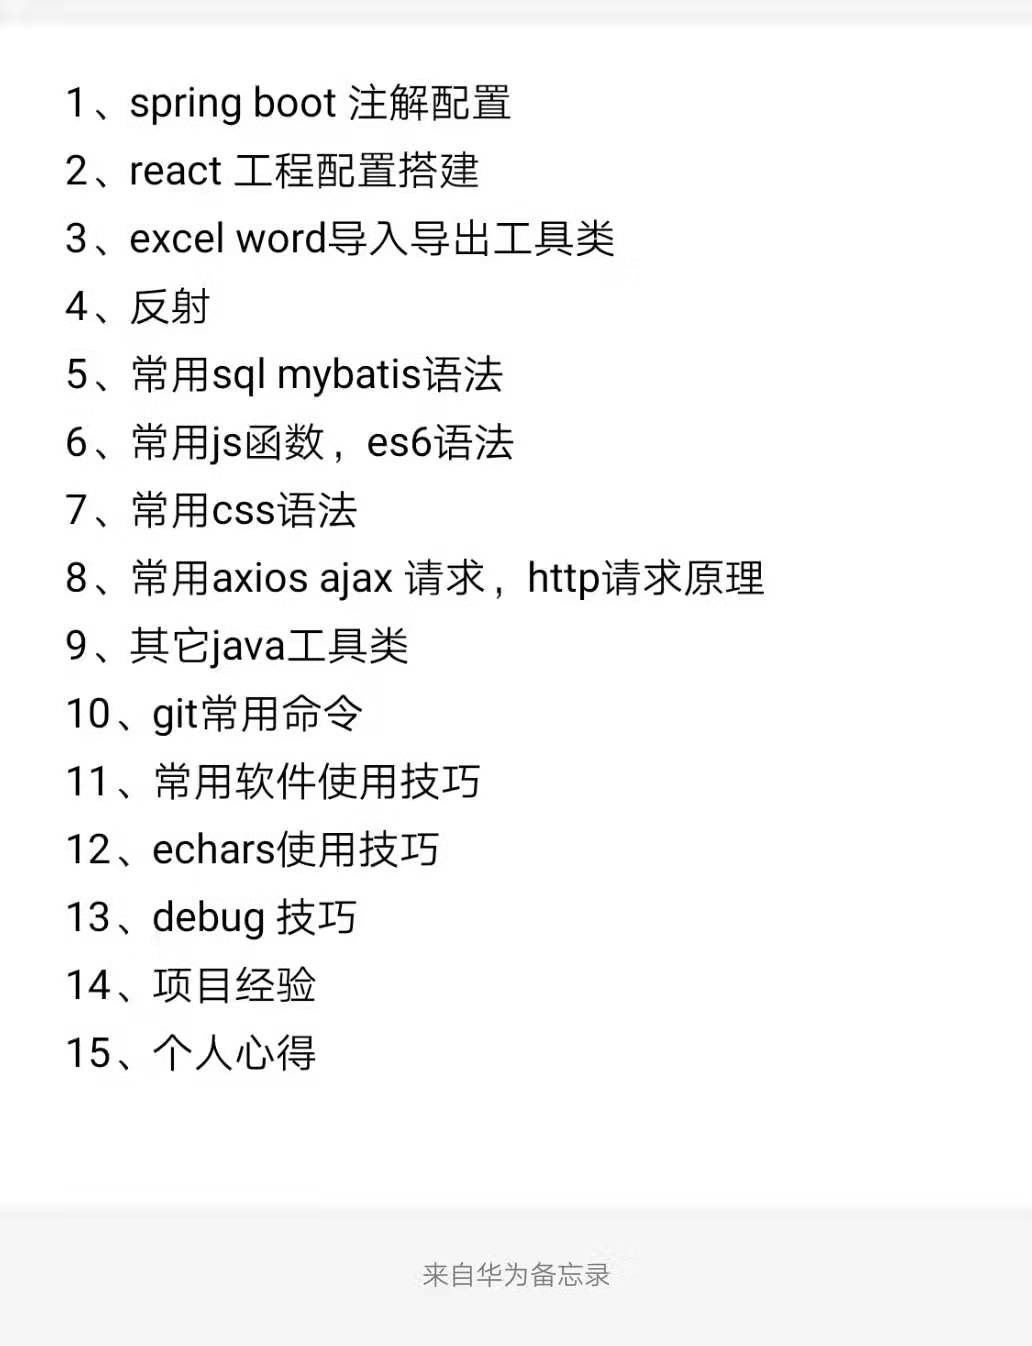 1、spring boot 注解配置
2、react 工程配置搭建
3、excel word导入导出工具类
4、反射
5、常用sql mybatis语法
6、常用js函数，es6语法
7、常用css语法
8、常用axios ajax 请求，http请求原理
9、其它java工具类
10、git常用命令
11、常用软件使用技巧
12、echars使用技巧
13、debug 技巧
14、项目经验
15、个人心得
来自华为备忘录